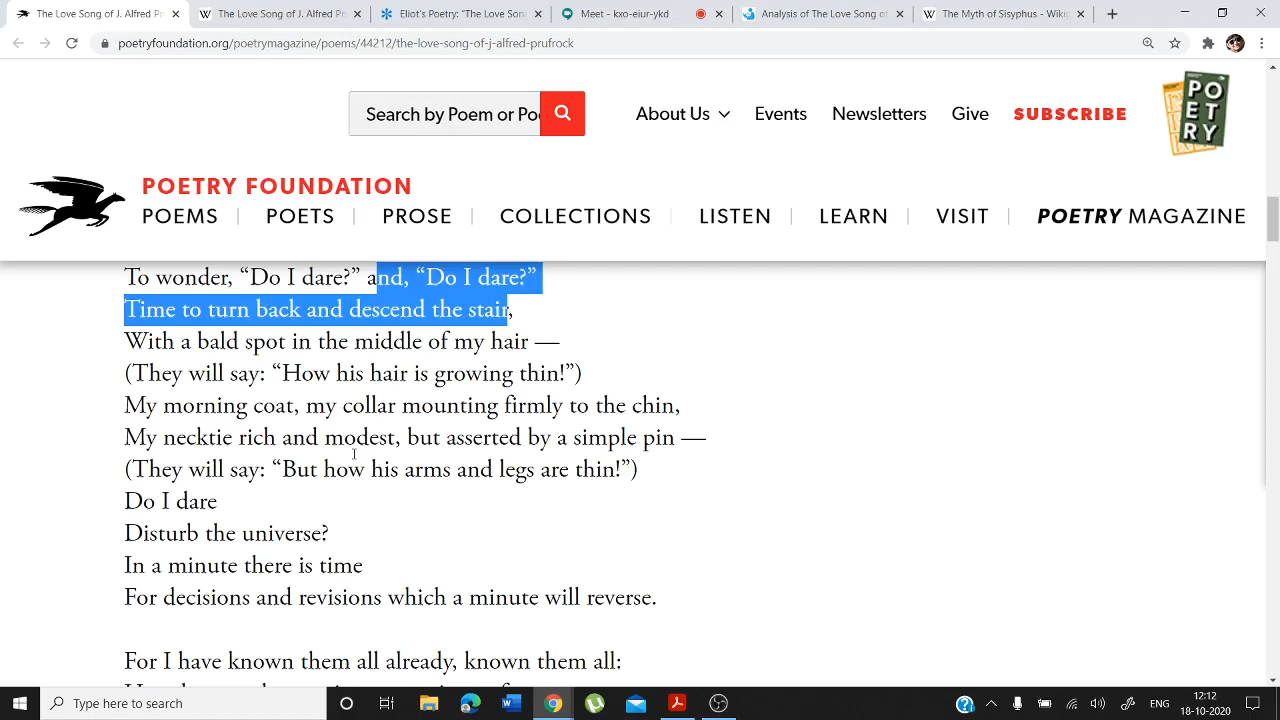 The Love Song of J. Alfred Pr
The Love Song of J. Alfred Pr
Eliot's Poetry: "The Love Song
Meet - kxo-eiur-ykd
Analysis of The Love Song of
The Myth of Sisyphus - Wikip
poetryfoundation.org/poetrymagazine/poems/44212/the-love-song-of-j-alfred-prufrock
Search by Poem or Poe
About Us
Events
Newsletters
Give
SUBSCRIBE
PO
ET
RY
POETRY FOUNDATION
POEMS
POETS
PROSE
COLLECTIONS
LISTEN
LEARN
VISIT
POETRY MAGAZINE
To wonder, “Do I dare?” and, “Do I dare?”
Time to turn back and descend the stair,
With a bald spot in the middle of my hair —
(They will say: “How his hair is growing thin!”)
My morning coat, my collar mounting firmly to the chin,
My necktie rich and modest, but asserted by a simple pin —
(They will say: “But how his arms and legs are thin!”)
Do I dare
Disturb the universe?
In a minute there is time
For decisions and revisions which a minute will reverse.
For I have known them all already, known them all:
Type here to search
ENG
12:12
18-10-2020